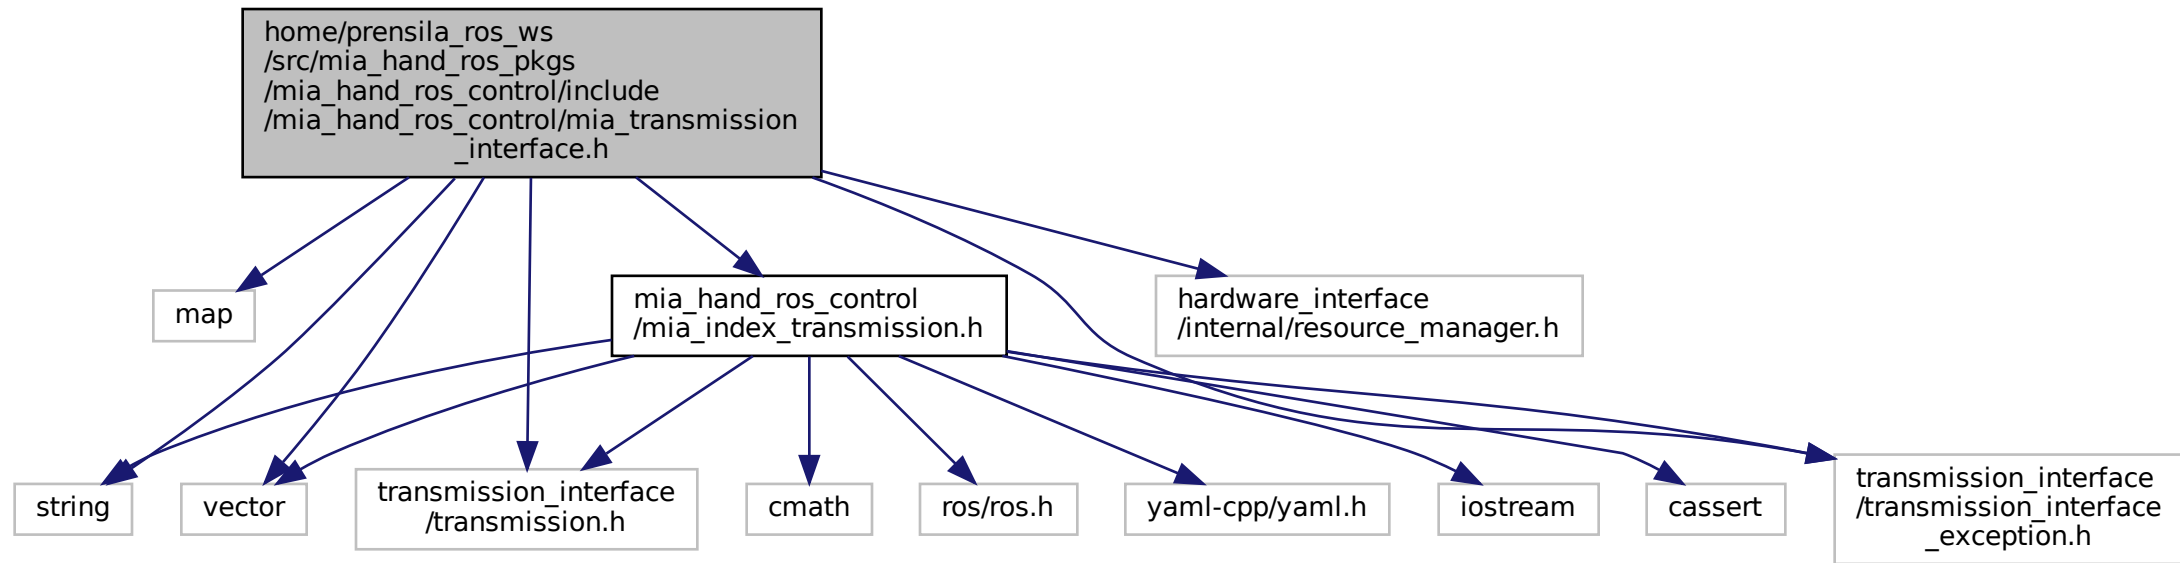 home/prensila_ros_ws
/src/mia_hand_ros_pkgs
/mia_hand_ros_control/include
/mia_hand_ros_control/mia_transmission
_interface.h
map
mia_hand_ros_control
/mia_index_transmission.h
hardware_interface
/internal/resource_manager.h
string
vector
transmission_interface
/transmission.h
cmath
ros/ros.h
yaml-cpp/yaml.h
iostream
cassert
transmission_interface
/transmission_interface
_exception.h